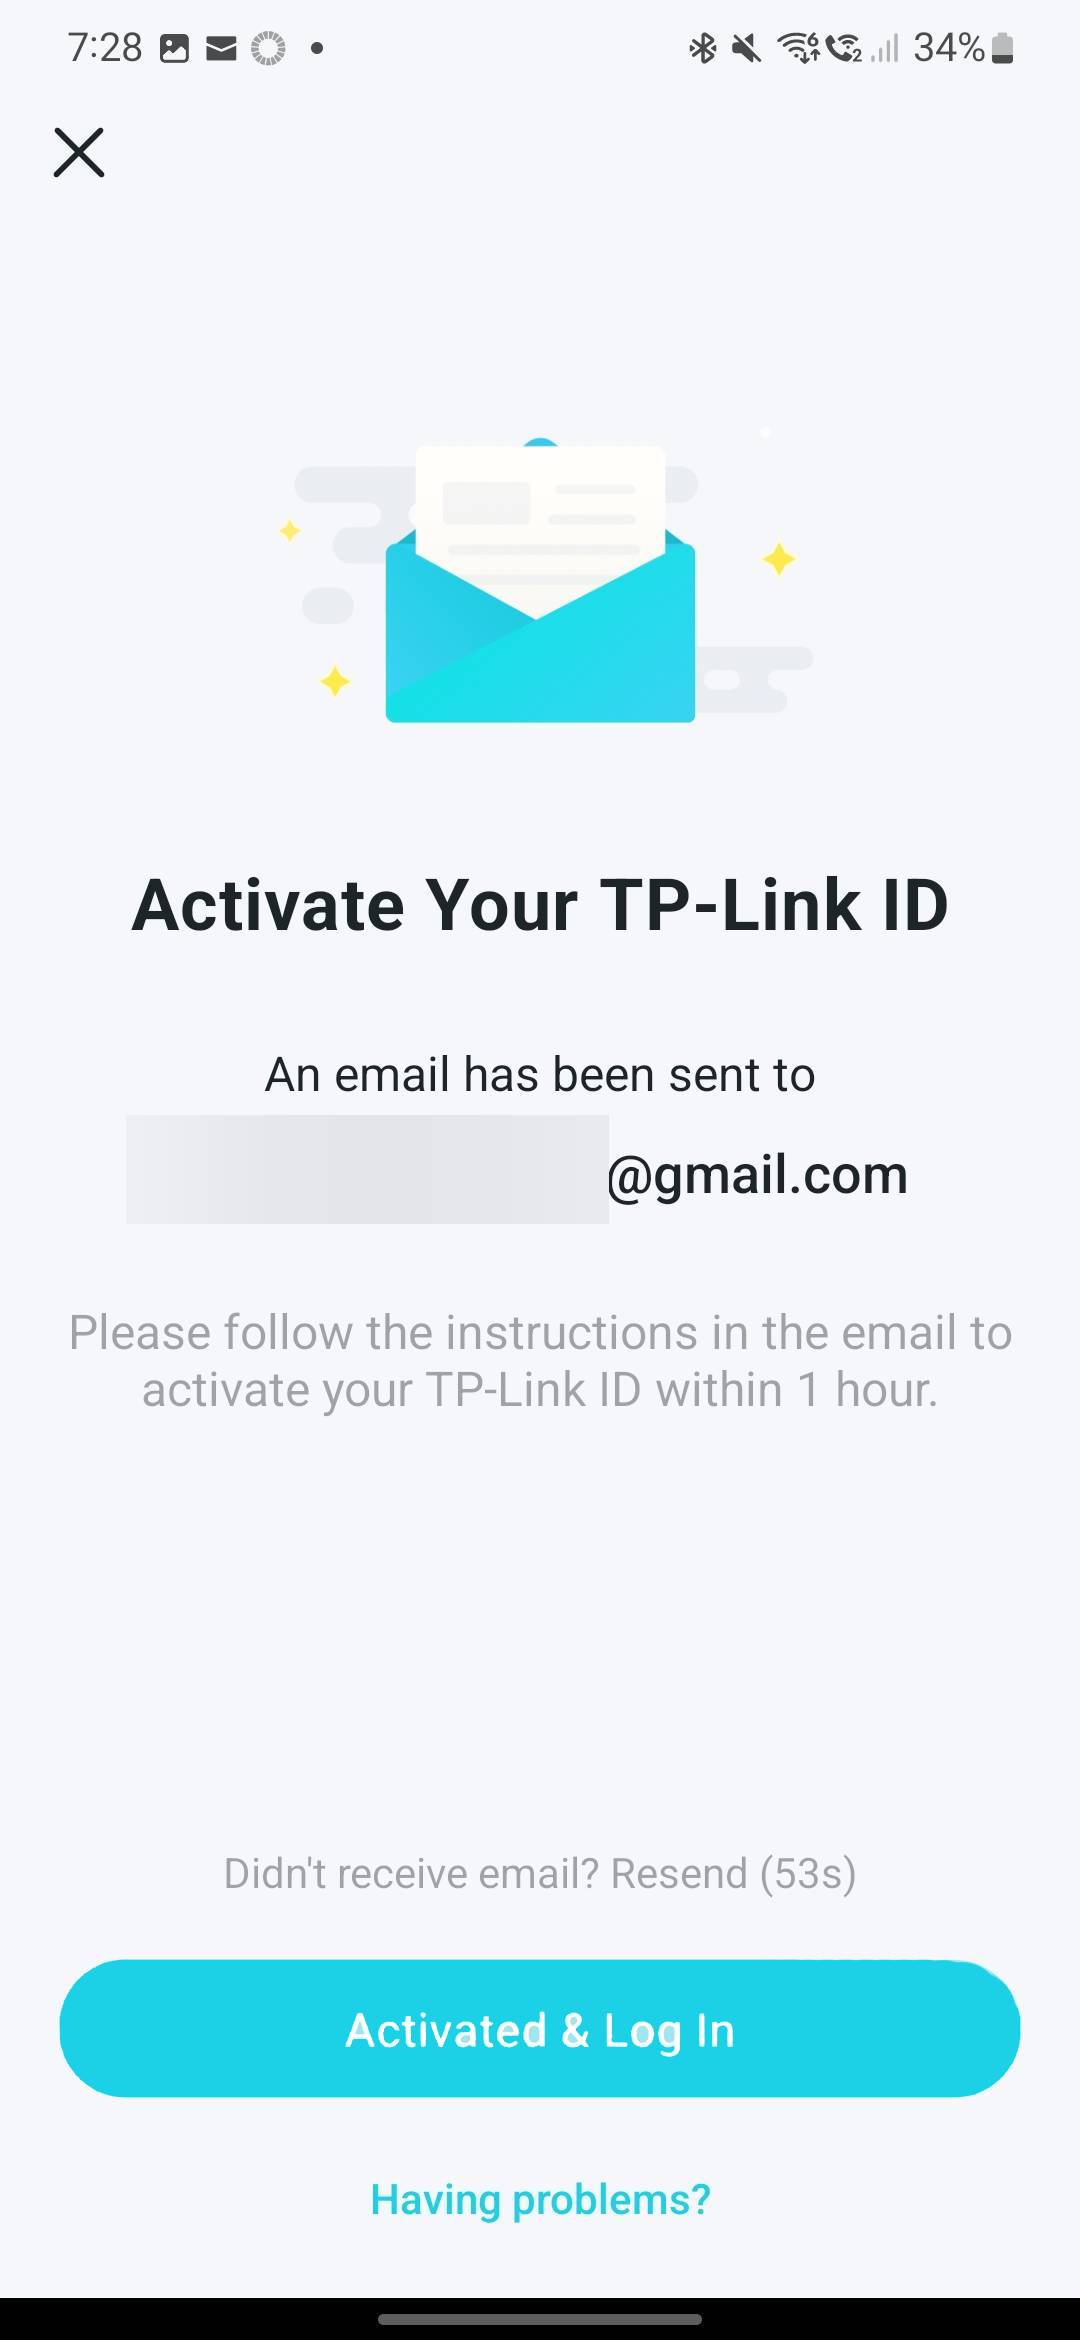 7:28
6
2
34%
Activate Your TP-Link ID
An email has been sent to
@gmail.com
Please follow the instructions in the email to
activate your TP-Link ID within 1 hour.
Didn't receive email? Resend (53s)
Activated & Log In
Having problems?